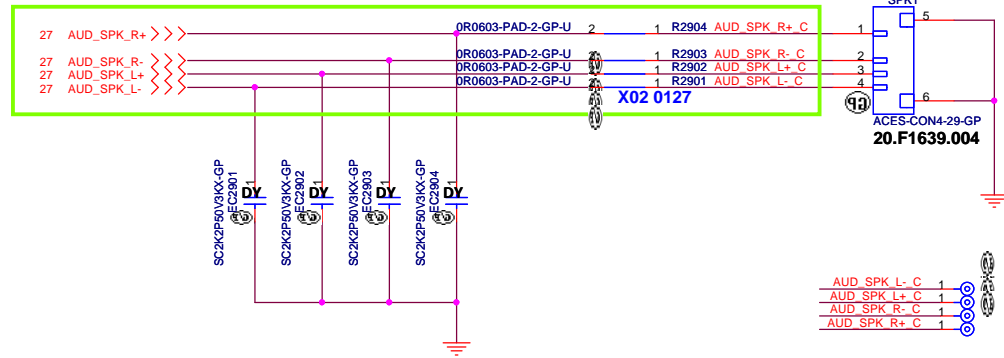 SPK1
27 AUD_SPK_R+ 0R0603-PAD-2-GP-U 2 1 R2904 AUD_SPK_R+_C 1 5
27 AUD_SPK_R- 0R0603-PAD-2-GP-U 1 R2903 AUD_SPK_R-_C 2
27 AUD_SPK_L+ 0R0603-PAD-2-GP-U 1 R2902 AUD_SPK_L+_C 3
27 AUD_SPK_L- 0R0603-PAD-2-GP-U 1 R2901 AUD_SPK_L-_C 4
X02 0127
6
ACES-CON4-29-GP
20.F1639.004
SC2K2P50V3KX-GP
EC2901
DY
1
SC2K2P50V3KX-GP
EC2902
DY
1
SC2K2P50V3KX-GP
EC2903
DY
1
SC2K2P50V3KX-GP
EC2904
DY
1
AUD_SPK_L-_C 1
AUD_SPK_L+_C 1
AUD_SPK_R-_C 1
AUD_SPK_R+_C 1